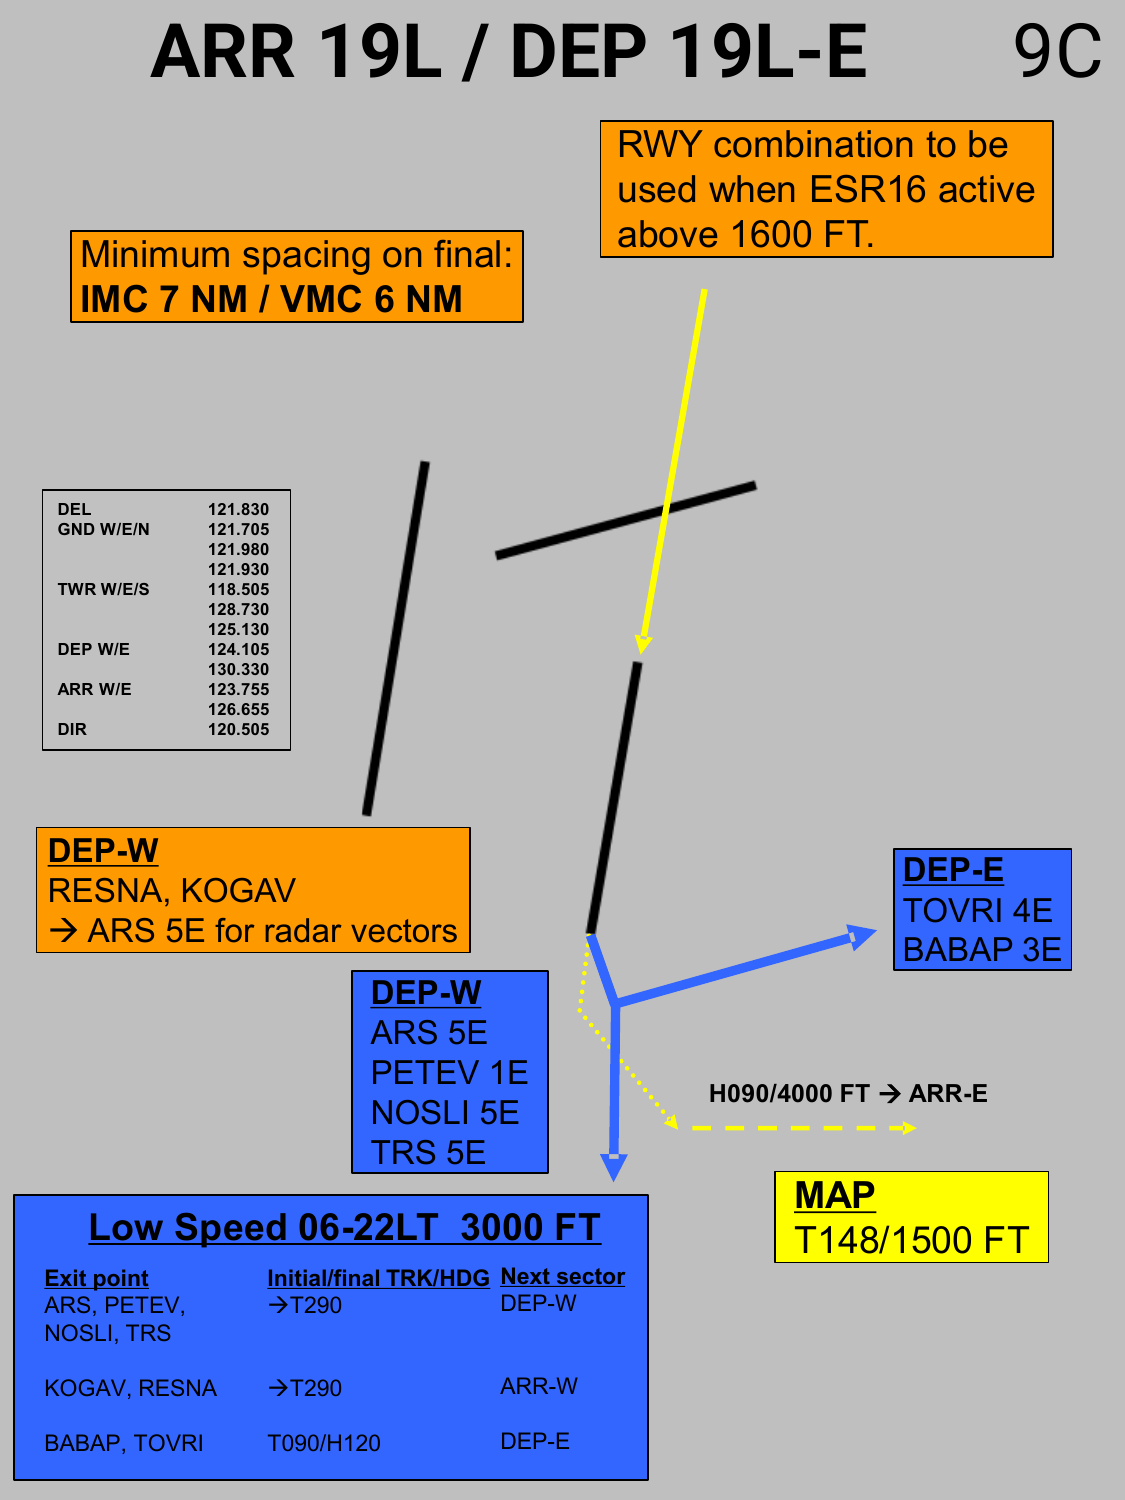 ARR 19L / DEP 19L-E 9C
RWY combination to be
used when ESR16 active
above 1600 FT.
Minimum spacing on final:
IMC 7 NM / VMC 6 NM
DEL 121.830
GND W/E/N 121.705
121.980
121.930
TWR W/E/S 118.505
128.730
125.130
DEP W/E 124.105
130.330
ARR W/E 123.755
126.655
DIR 120.505
DEP-W
RESNA, KOGAV
→ ARS 5E for radar vectors
DEP-E
TOVRI 4E
BABAP 3E
DEP-W
ARS 5E
PETEV 1E
NOSLI 5E
TRS 5E
H090/4000 FT → ARR-E
MAP
T148/1500 FT
Low Speed 06-22LT 3000 FT
Exit point Initial/final TRK/HDG Next sector
ARS, PETEV, →T290 DEP-W
NOSLI, TRS
KOGAV, RESNA →T290 ARR-W
BABAP, TOVRI T090/H120 DEP-E